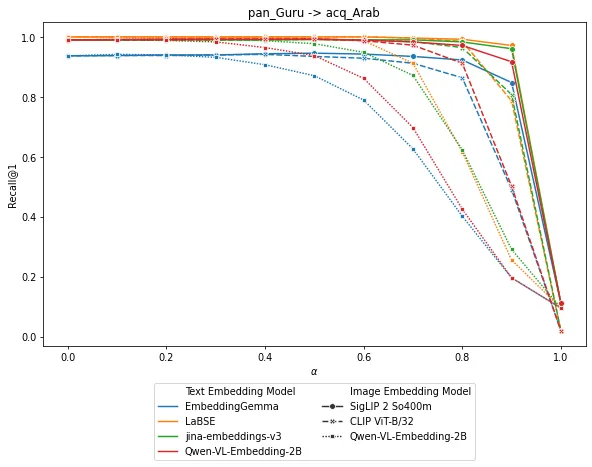 pan_Guru -> acq_Arab
1.0
0.8
0.6
0.4
0.2
0.0
Recall@1
0.0 0.2 0.4 0.6 0.8 1.0
α
Text Embedding Model Image Embedding Model
EmbeddingGemma SigLIP 2 So400m
LaBSE CLIP ViT-B/32
jina-embeddings-v3 Qwen-VL-Embedding-2B
Qwen-VL-Embedding-2B